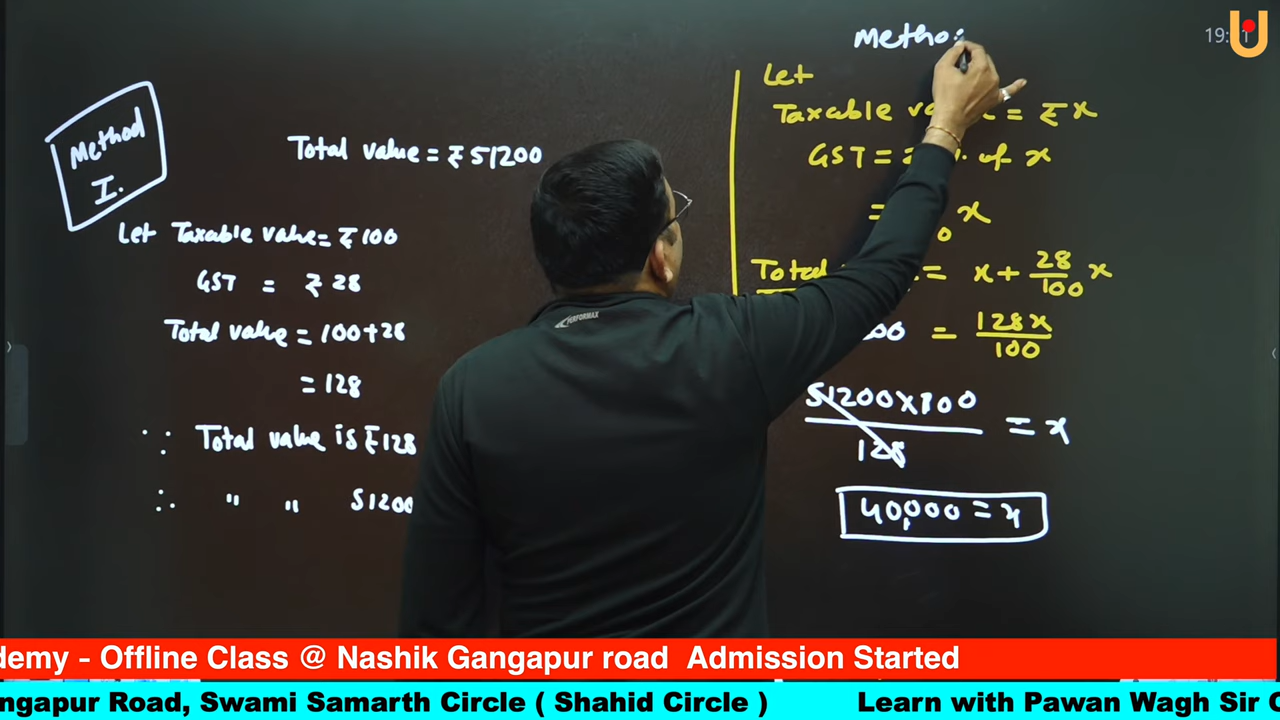 Method
I.
Total value = ₹ 51200
Let Taxable value = ₹ 100
GST = ₹ 28
Total value = 100 + 28
= 128
∵ Total value is ₹ 128
∴ " " 51200
Metho
Let
Taxable = ₹ x
GST = of x
= x
Total = x + 28/100 x
= 128x/100
51200 x 100 / 128 = x
40,000 = x
PERFORMAX
U
demy - Offline Class @ Nashik Gangapur road Admission Started
ngapur Road, Swami Samarth Circle ( Shahid Circle ) Learn with Pawan Wagh Sir